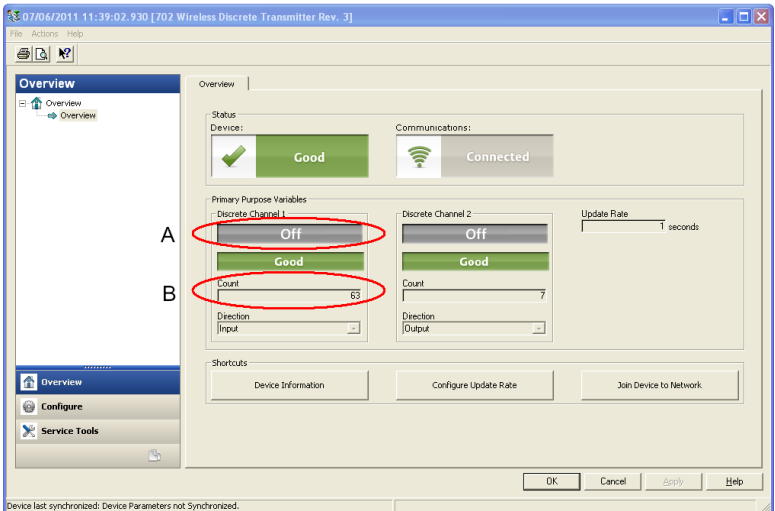 07/06/2011 11:39:02.930 [702 Wireless Discrete Transmitter Rev. 3]
File Actions Help
Overview
Overview
Overview
Overview
Status
Device:
Communications:
Good
Connected
Primary Purpose Variables
Discrete Channel 1
Discrete Channel 2
Update Rate
1 seconds
A
Off
Off
Good
Good
B
Count
Count
63
7
Direction
Direction
Input
Output
Shortcuts
Device Information
Configure Update Rate
Join Device to Network
Overview
Configure
Service Tools
OK
Cancel
Apply
Help
Device last synchronized: Device Parameters not Synchronized.